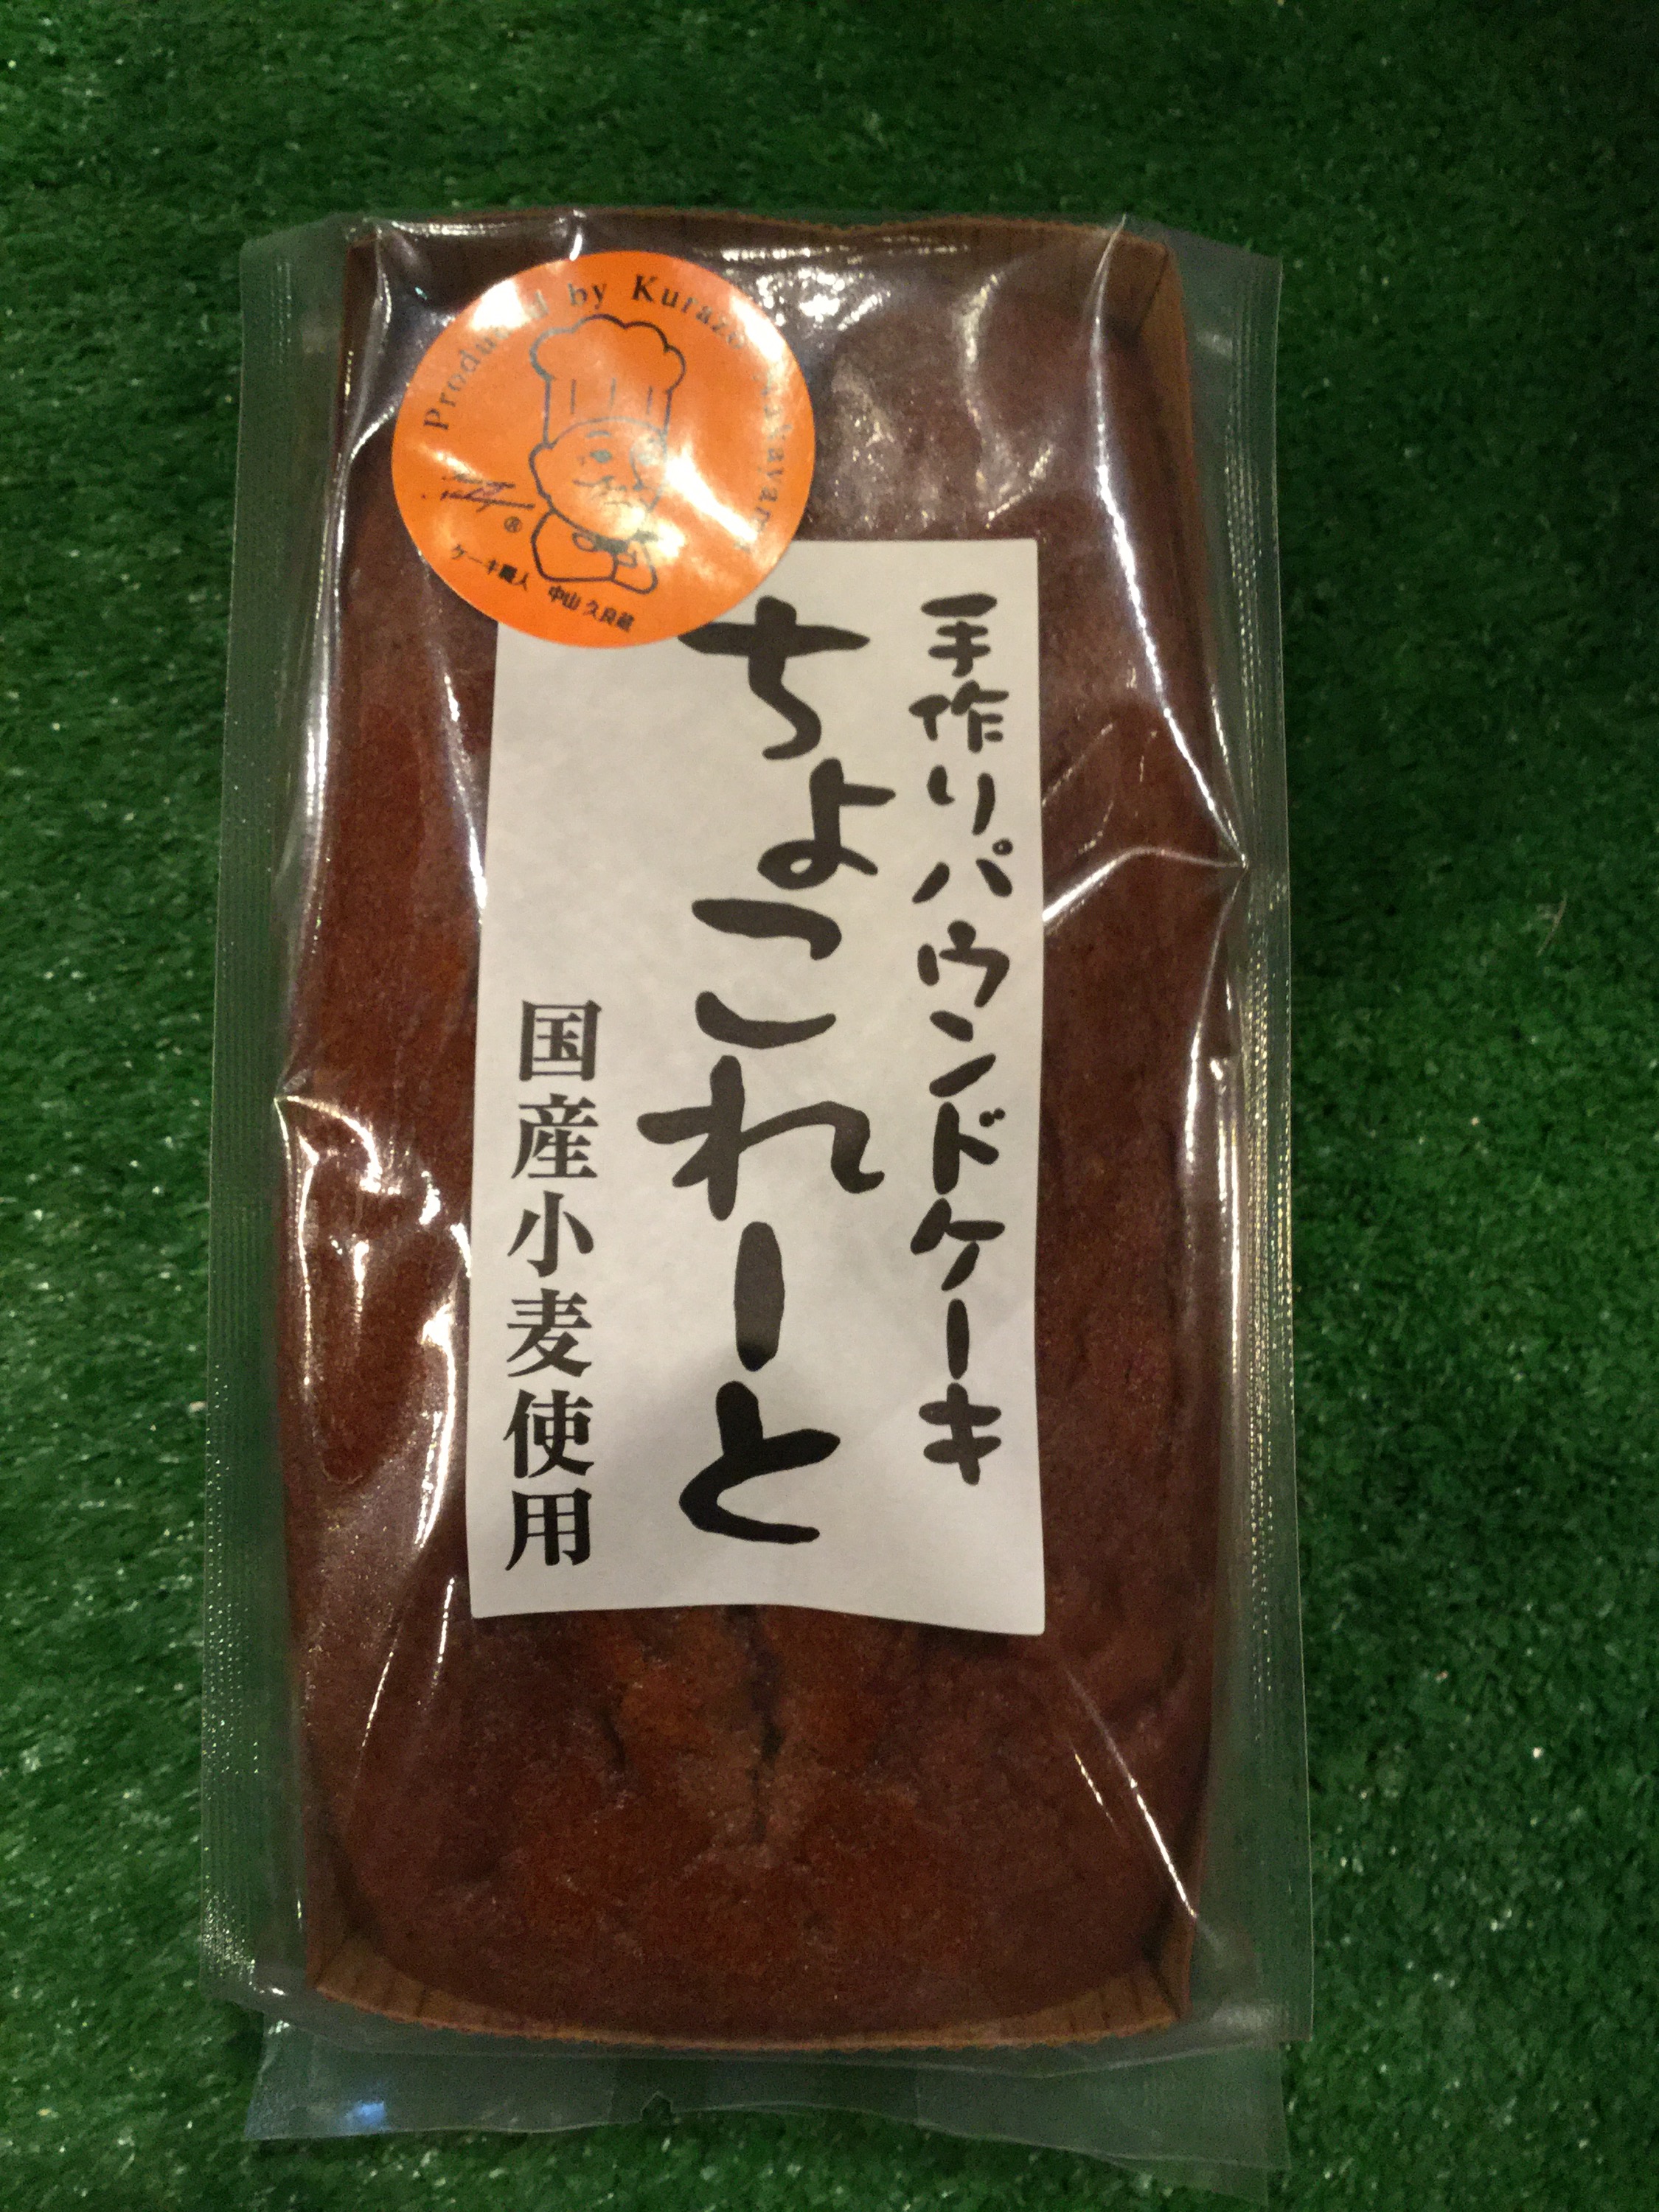 Produced by Kurazo Nakayama
®
ケーキ職人 中山久良蔵
手作りパウンドケーキ
ちょこれーと
国産小麦使用